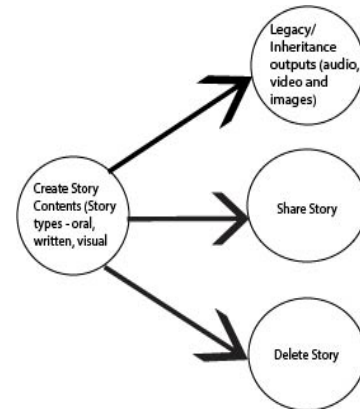 Legacy/
Inheritance
outputs (audio,
video and
images)
Create Story
Contents (Story
types - oral,
written, visual
Share Story
Delete Story